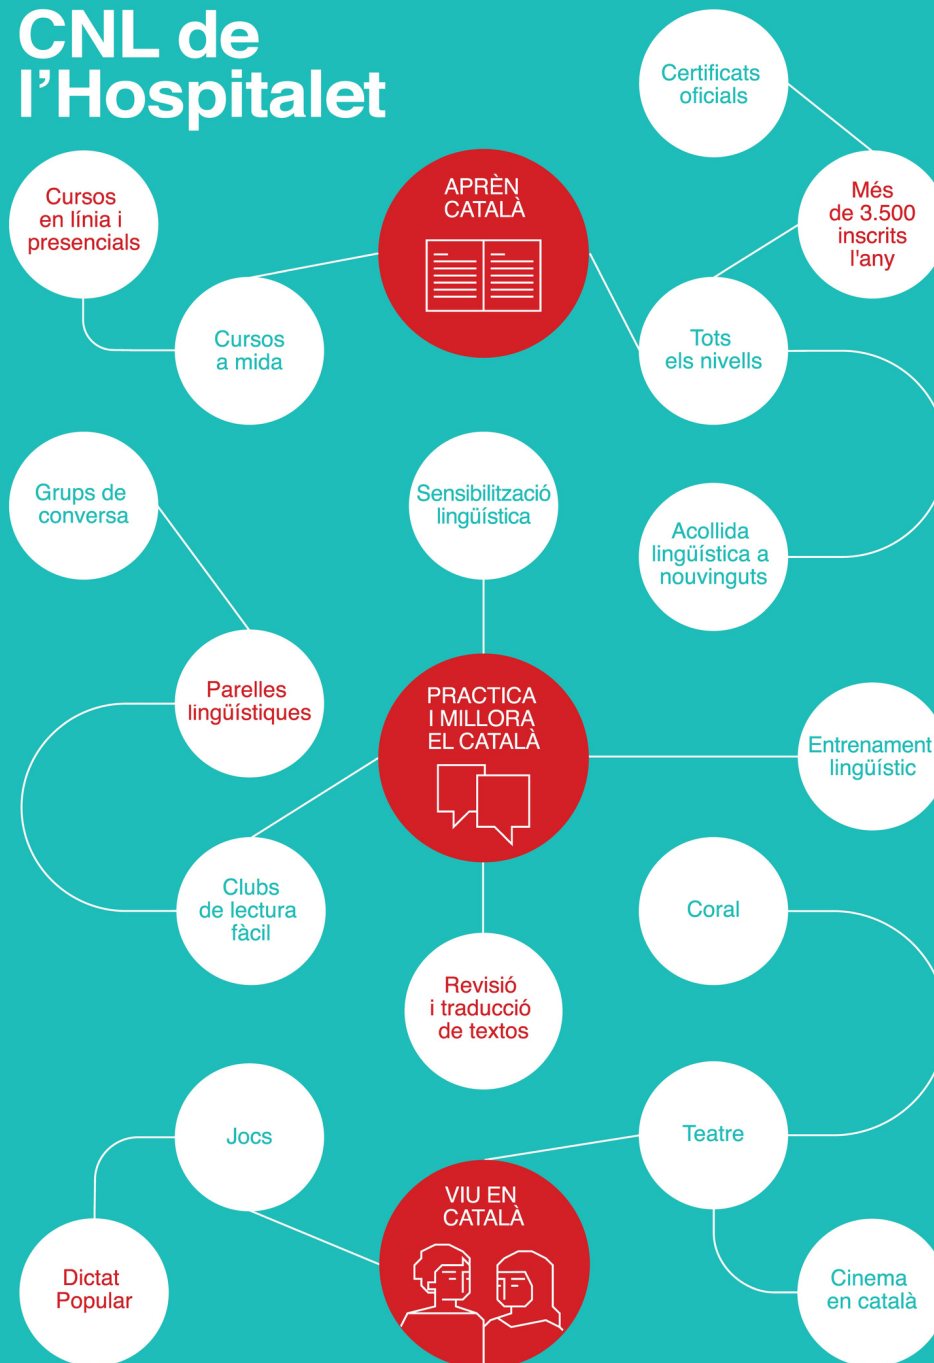 CNL de
l’Hospitalet
Certificats
oficials
APRÈN
CATALÀ
Cursos
en línia i
presencials
Més
de 3.500
inscrits
l'any
Cursos
a mida
Tots
els nivells
Grups de
conversa
Sensibilització
lingüística
Acollida
lingüística a
nouvinguts
Parelles
lingüístiques
PRACTICA
I MILLORA
EL CATALÀ
Entrenament
lingüístic
Clubs
de lectura
fàcil
Coral
Revisió
i traducció
de textos
Jocs
Teatre
VIU EN
CATALÀ
Dictat
Popular
Cinema
en català